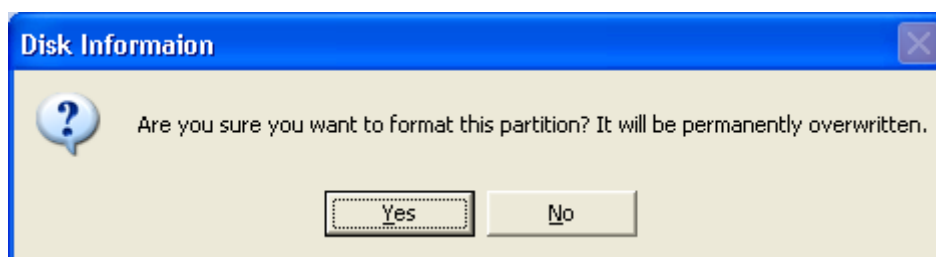 Disk Informaion
Are you sure you want to format this partition? It will be permanently overwritten.
Yes
No